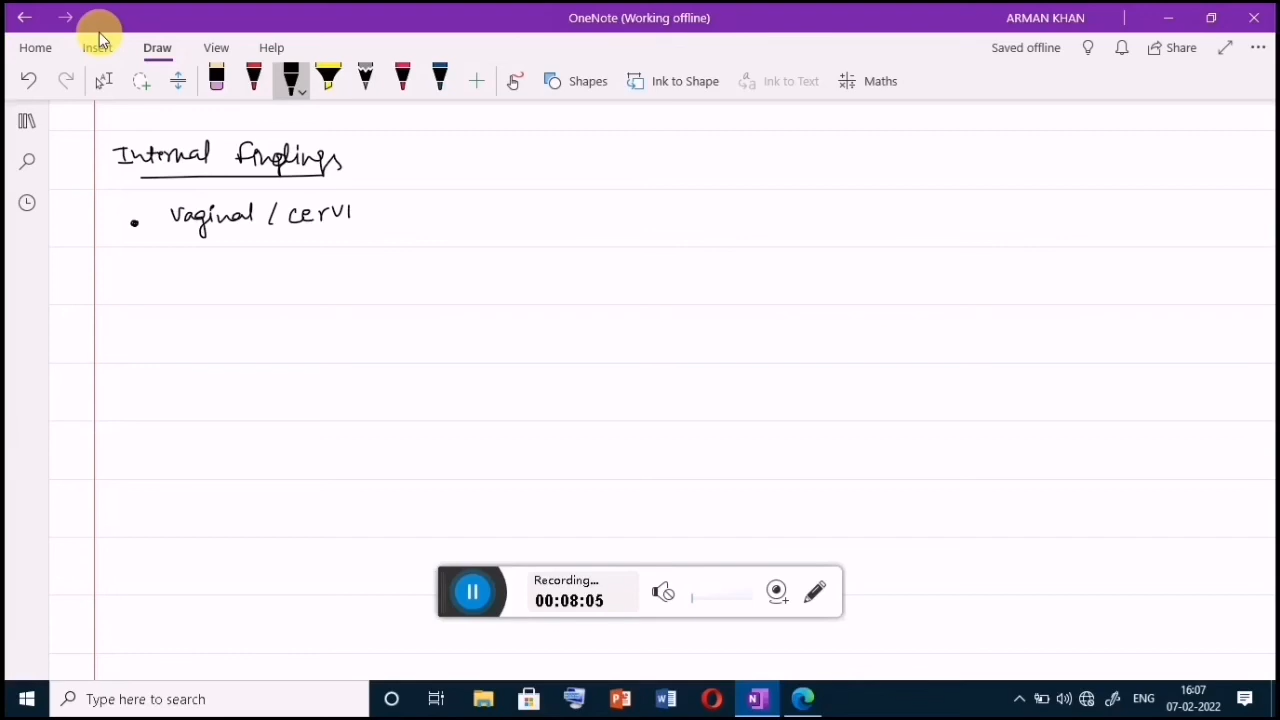 OneNote (Working offline)
ARMAN KHAN
Home Insert Draw View Help
Saved offline
Share
Shapes
Ink to Shape
Ink to Text
Maths
Internal findings
• Vaginal / cervi
Recording...
00:08:05
Type here to search
ENG
16:07
07-02-2022